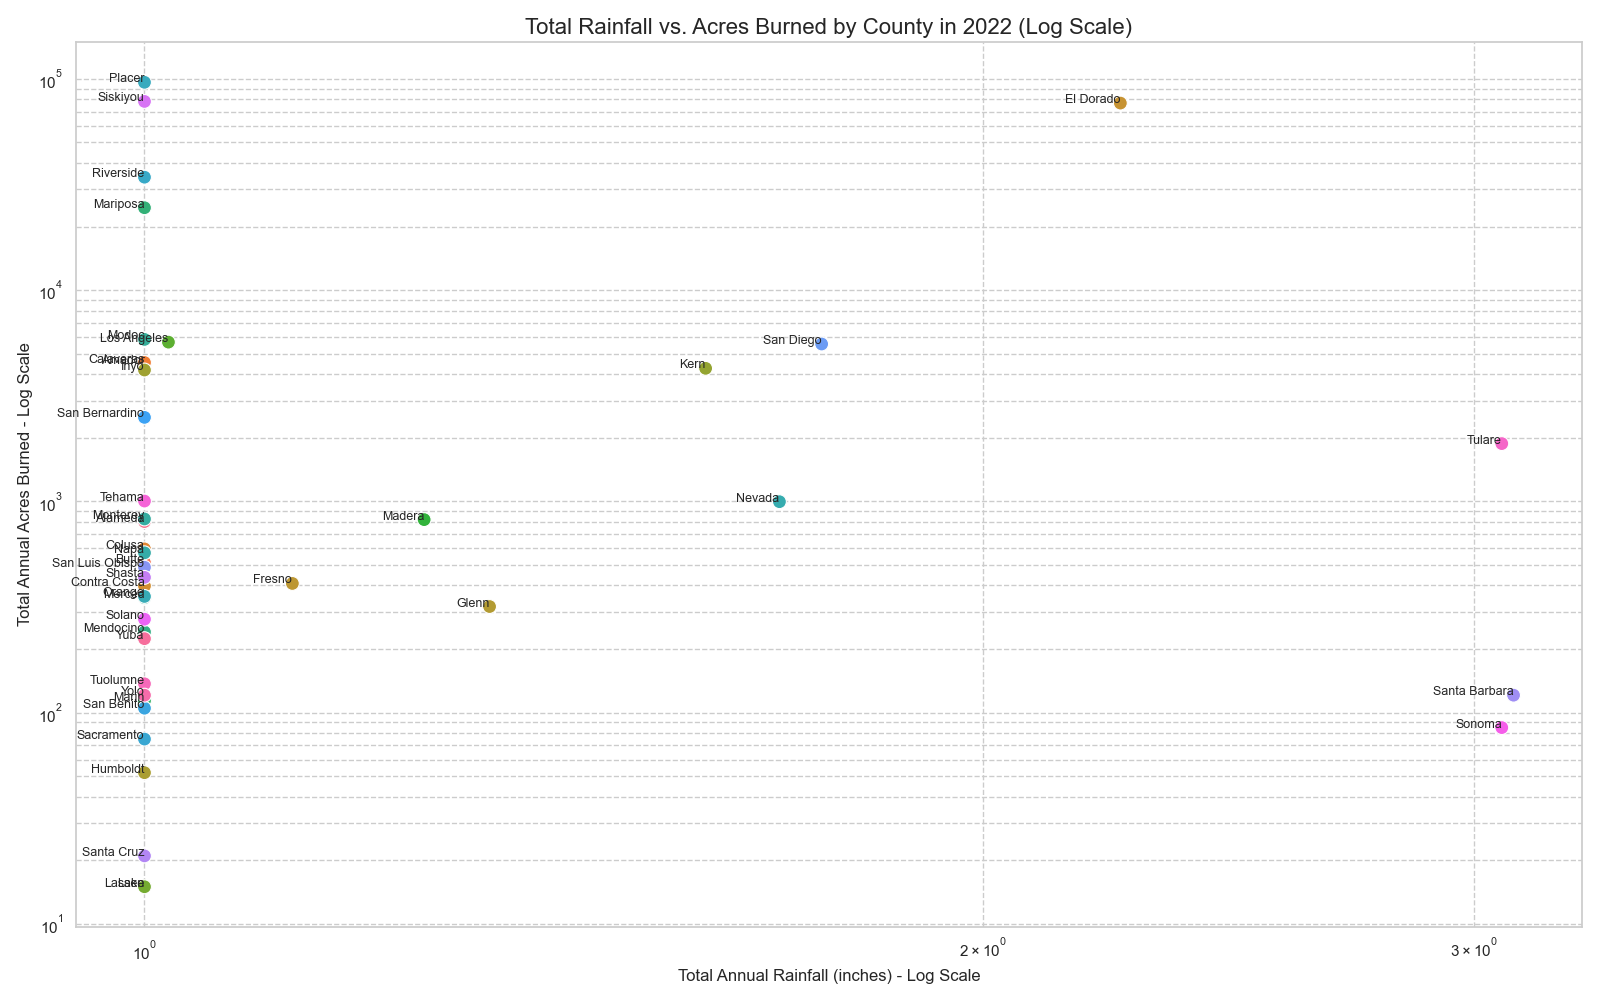 Total Rainfall vs. Acres Burned by County in 2022 (Log Scale)
Total Annual Acres Burned - Log Scale
10^5
10^4
10^3
10^2
10^1
Placer
Siskiyou
El Dorado
Riverside
Mariposa
Modoc
Los Angeles
San Diego
Calaveras
Amador
Inyo
Kern
San Bernardino
Tulare
Tehama
Nevada
Monterey
Alameda
Madera
Colusa
Napa
Butte
San Luis Obispo
Shasta
Contra Costa
Fresno
Orange
Merced
Glenn
Solano
Mendocino
Yuba
Tuolumne
Yolo
Marin
Santa Barbara
San Benito
Sonoma
Sacramento
Humboldt
Santa Cruz
Lassen
Lake
10^0
2 × 10^0
3 × 10^0
Total Annual Rainfall (inches) - Log Scale